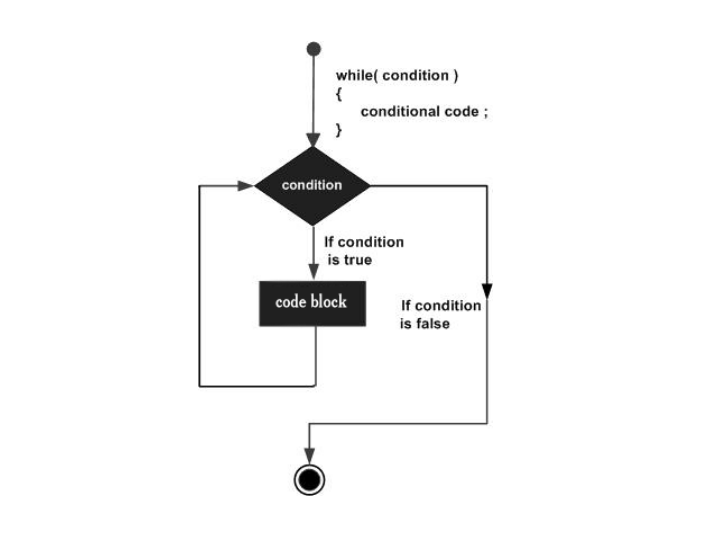 while( condition )
{
conditional code ;
}
condition
If condition
is true
code block
If condition
is false